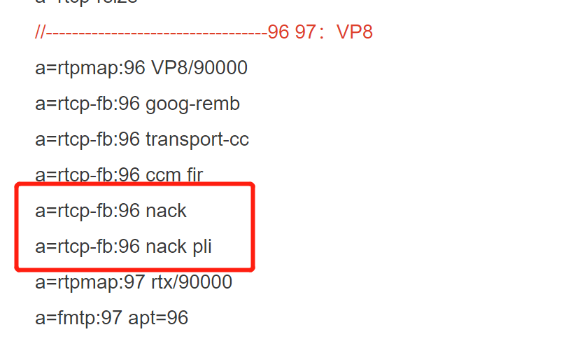 //----------------------------------96 97：VP8
a=rtpmap:96 VP8/90000
a=rtcp-fb:96 goog-remb
a=rtcp-fb:96 transport-cc
a=rtcp-fb:96 ccm fir
a=rtcp-fb:96 nack
a=rtcp-fb:96 nack pli
a=rtpmap:97 rtx/90000
a=fmtp:97 apt=96